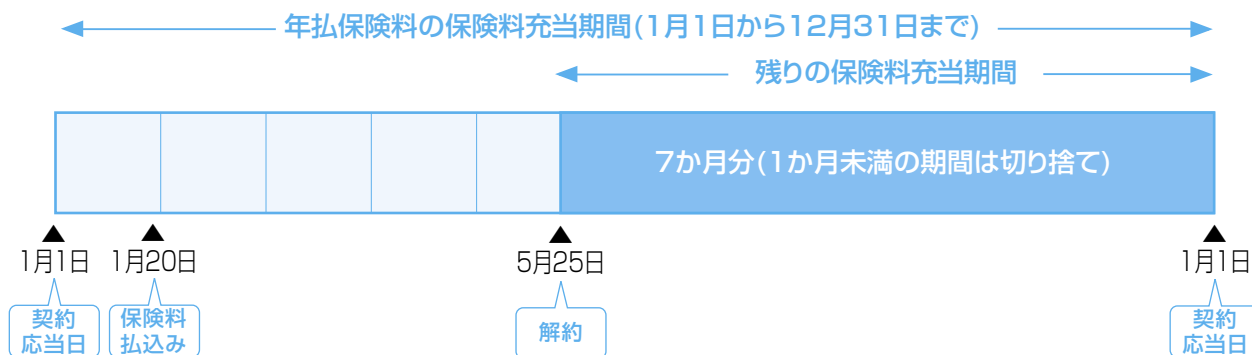 年払保険料の保険料充当期間(1月1日から12月31日まで)
残りの保険料充当期間
7か月分(1か月未満の期間は切り捨て)
1月1日
1月20日
5月25日
1月1日
契約
応当日
保険料
払込み
解約
契約
応当日